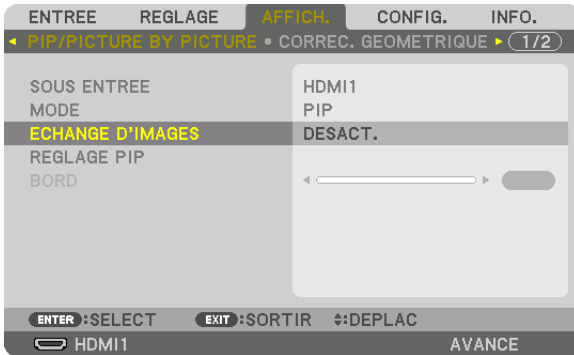 ENTREE REGLAGE AFFICH. CONFIG. INFO.
PIP/PICTURE BY PICTURE • CORREC. GEOMETRIQUE 1/2
SOUS ENTREE HDMI1
MODE PIP
ECHANGE D'IMAGES DESACT.
REGLAGE PIP
BORD
ENTER :SELECT EXIT :SORTIR :DEPLAC
HDMI1 AVANCE